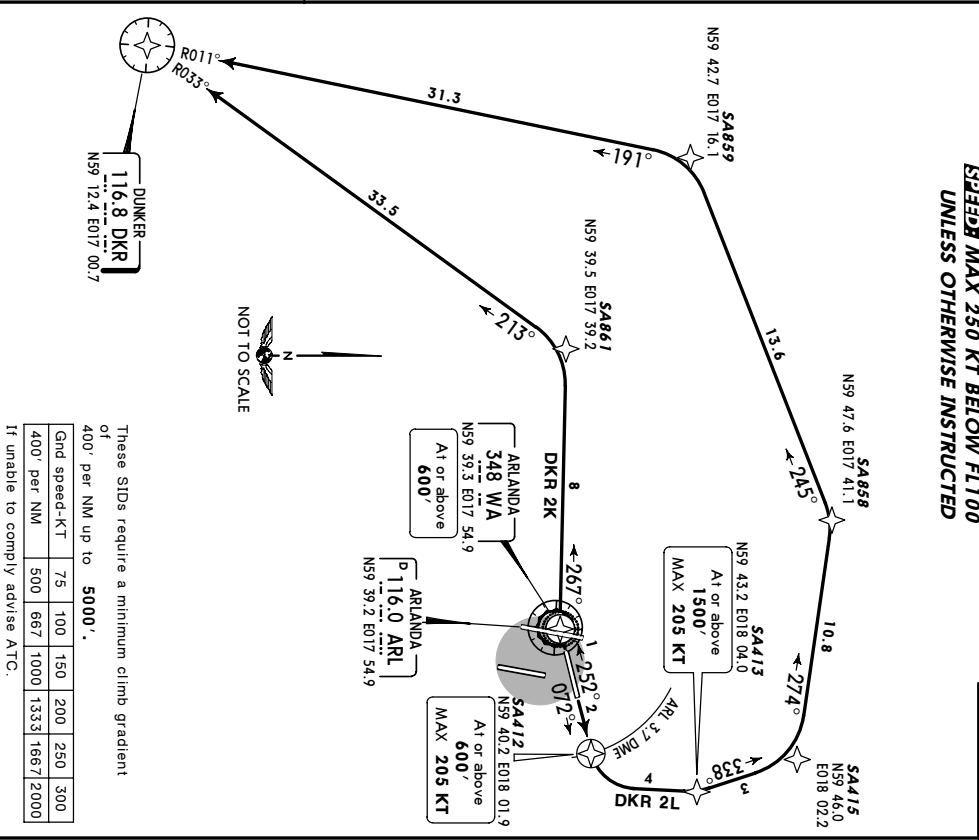 SPEED: MAX 250 KT BELOW FL100
UNLESS OTHERWISE INSTRUCTED
SA859
N59 42.7 E017 16.1
SA858
N59 47.6 E017 41.1
SA415
N59 46.0
E018 02.2
R011°
R033°
31.3
191°
13.6
245°
10.8
274°
SA413
N59 43.2 E018 04.0
At or above
1500'
MAX 205 KT
338°
3
4
DKR 2L
DUNKER
116.8 DKR
N59 12.4 E017 00.7
33.5
213°
SA861
N59 39.5 E017 39.2
8
DKR 2K
267°
ARLANDA
348 WA
N59 39.3 E017 54.9
At or above
600'
D ARLANDA
116.0 ARL
N59 39.2 E017 54.9
1
252°
2
072°
ARL 3.7 DME
SA412
N59 40.2 E018 01.9
At or above
600'
MAX 205 KT
N
NOT TO SCALE
These SIDs require a minimum climb gradient
of
400' per NM up to 5000'.
Gnd speed-KT 75 100 150 200 250 300
400' per NM 500 667 1000 1333 1667 2000
If unable to comply advise ATC.